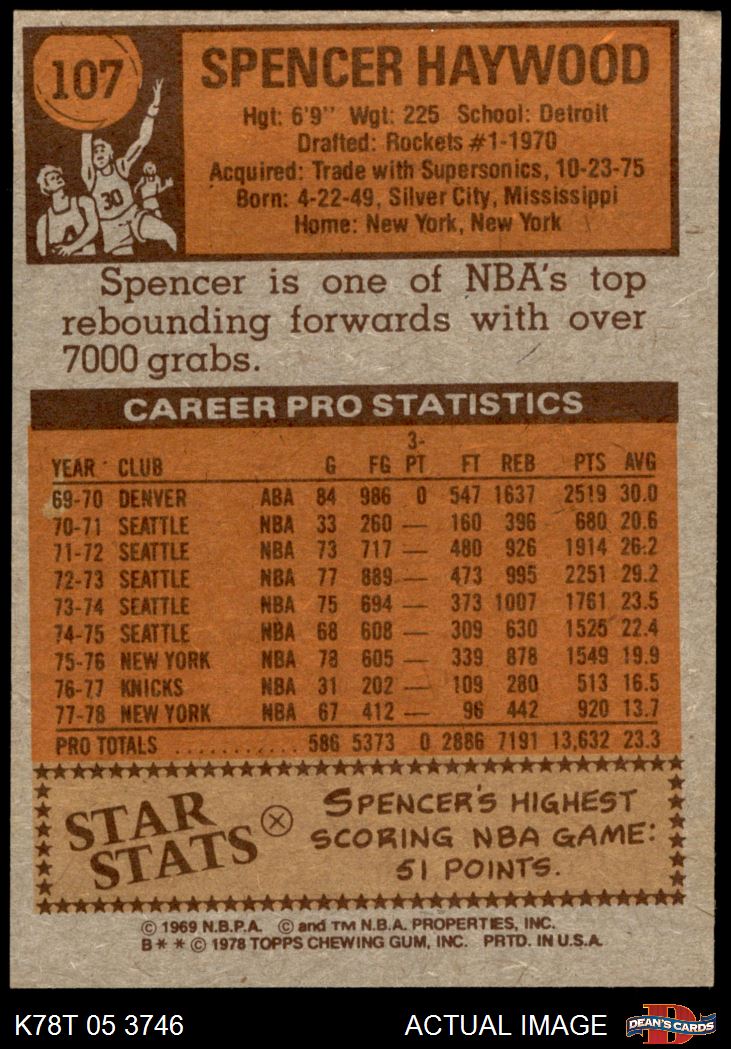 107
SPENCER HAYWOOD
Hgt: 6'9" Wgt: 225 School: Detroit
Drafted: Rockets #1-1970
Acquired: Trade with Supersonics, 10-23-75
Born: 4-22-49, Silver City, Mississippi
Home: New York, New York
30
Spencer is one of NBA's top
rebounding forwards with over
7000 grabs.
CAREER PRO STATISTICS
YEAR CLUB G FG 3-PT FT REB PTS AVG
69-70 DENVER ABA 84 986 0 547 1637 2519 30.0
70-71 SEATTLE NBA 33 260 — 160 396 680 20.6
71-72 SEATTLE NBA 73 717 — 480 926 1914 26.2
72-73 SEATTLE NBA 77 889 — 473 995 2251 29.2
73-74 SEATTLE NBA 75 694 — 373 1007 1761 23.5
74-75 SEATTLE NBA 68 608 — 309 630 1525 22.4
75-76 NEW YORK NBA 78 605 — 339 878 1549 19.9
76-77 KNICKS NBA 31 202 — 109 280 513 16.5
77-78 NEW YORK NBA 67 412 — 96 442 920 13.7
PRO TOTALS ........... 586 5373 0 2886 7191 13,632 23.3
STAR STATS
SPENCER'S HIGHEST
SCORING NBA GAME:
51 POINTS.
© 1969 N.B.P.A. © and TM N.B.A. PROPERTIES, INC.
B * * © 1978 TOPPS CHEWING GUM, INC. PRTD. IN U.S.A.
K78T 05 3746 ACTUAL IMAGE DEAN'S CARDS